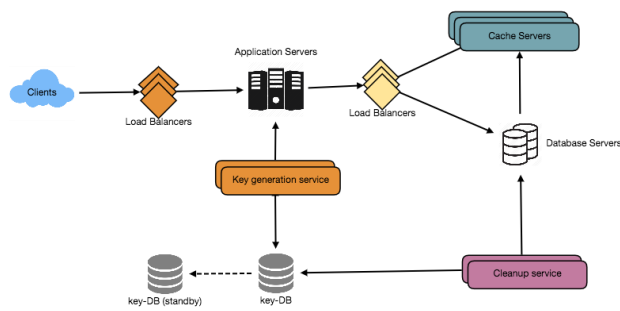 Cache Servers
Application Servers
Clients
Load Balancers
Load Balancers
Database Servers
Key generation service
Cleanup service
key-DB (standby)
key-DB